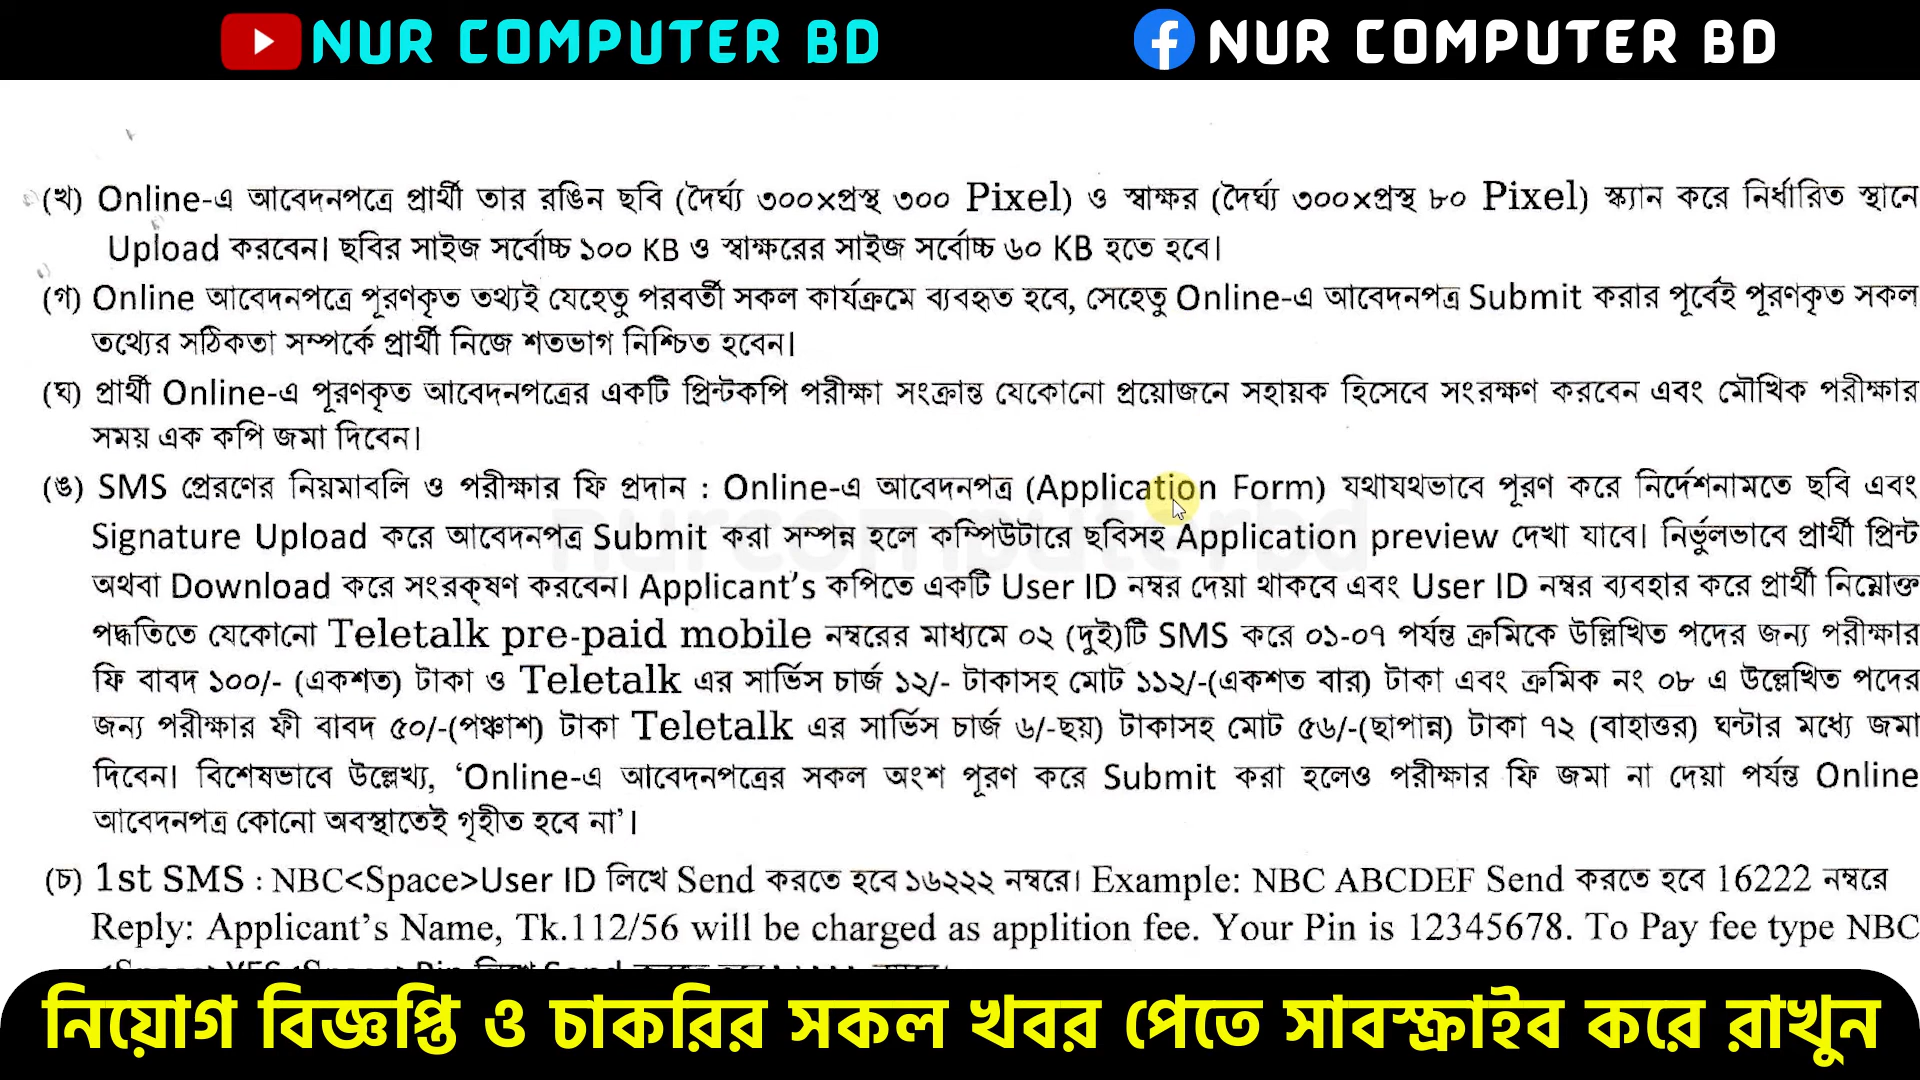 NUR COMPUTER BD
NUR COMPUTER BD
(খ) Online-এ আবেদনপত্রে প্রার্থী তার রঙিন ছবি (দৈর্ঘ্য ৩০০×প্রস্থ ৩০০ Pixel) ও স্বাক্ষর (দৈর্ঘ্য ৩০০×প্রস্থ ৮০ Pixel) স্ক্যান করে নির্ধারিত স্থানে
Upload করবেন। ছবির সাইজ সর্বোচ্চ ১০০ KB ও স্বাক্ষরের সাইজ সর্বোচ্চ ৬০ KB হতে হবে।
(গ) Online আবেদনপত্রে পূরণকৃত তথ্যই যেহেতু পরবর্তী সকল কার্যক্রমে ব্যবহৃত হবে, সেহেতু Online-এ আবেদনপত্র Submit করার পূর্বেই পূরণকৃত সকল
তথ্যের সঠিকতা সম্পর্কে প্রার্থী নিজে শতভাগ নিশ্চিত হবেন।
(ঘ) প্রার্থী Online-এ পূরণকৃত আবেদনপত্রের একটি প্রিন্টকপি পরীক্ষা সংক্রান্ত যেকোনো প্রয়োজনে সহায়ক হিসেবে সংরক্ষণ করবেন এবং মৌখিক পরীক্ষার
সময় এক কপি জমা দিবেন।
(ঙ) SMS প্রেরণের নিয়মাবলি ও পরীক্ষার ফি প্রদান : Online-এ আবেদনপত্র (Application Form) যথাযথভাবে পূরণ করে নির্দেশনামতে ছবি এবং
Signature Upload করে আবেদনপত্র Submit করা সম্পন্ন হলে কম্পিউটারে ছবিসহ Application preview দেখা যাবে। নির্ভুলভাবে প্রার্থী প্রিন্ট
অথবা Download করে সংরক্ষণ করবেন। Applicant’s কপিতে একটি User ID নম্বর দেয়া থাকবে এবং User ID নম্বর ব্যবহার করে প্রার্থী নিম্নোক্ত
পদ্ধতিতে যেকোনো Teletalk pre-paid mobile নম্বরের মাধ্যমে ০২ (দুই)টি SMS করে ০১-০৭ পর্যন্ত ক্রমিকে উল্লিখিত পদের জন্য পরীক্ষার
ফি বাবদ ১০০/- (একশত) টাকা ও Teletalk এর সার্ভিস চার্জ ১২/- টাকাসহ মোট ১১২/-(একশত বার) টাকা এবং ক্রমিক নং ০৮ এ উল্লেখিত পদের
জন্য পরীক্ষার ফী বাবদ ৫০/-(পঞ্চাশ) টাকা Teletalk এর সার্ভিস চার্জ ৬/-ছয়) টাকাসহ মোট ৫৬/-(ছাপান্ন) টাকা ৭২ (বাহাত্তর) ঘন্টার মধ্যে জমা
দিবেন। বিশেষভাবে উল্লেখ্য, ‘Online-এ আবেদনপত্রের সকল অংশ পূরণ করে Submit করা হলেও পরীক্ষার ফি জমা না দেয়া পর্যন্ত Online
আবেদনপত্র কোনো অবস্থাতেই গৃহীত হবে না’।
nurcomputerbd
(চ) 1st SMS : NBC<Space>User ID লিখে Send করতে হবে ১৬২২২ নম্বরে। Example: NBC ABCDEF Send করতে হবে 16222 নম্বরে
Reply: Applicant’s Name, Tk.112/56 will be charged as applition fee. Your Pin is 12345678. To Pay fee type NBC
নিয়োগ বিজ্ঞপ্তি ও চাকরির সকল খবর পেতে সাবস্ক্রাইব করে রাখুন